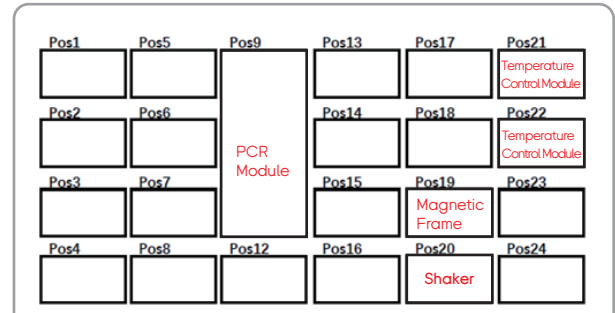 Pos1 Pos5 Pos9 Pos13 Pos17 Pos21
Temperature
Control Module
Pos2 Pos6 Pos14 Pos18 Pos22
Temperature
Control Module
PCR
Module
Pos3 Pos7 Pos15 Pos19 Pos23
Magnetic
Frame
Pos4 Pos8 Pos12 Pos16 Pos20 Pos24
Shaker